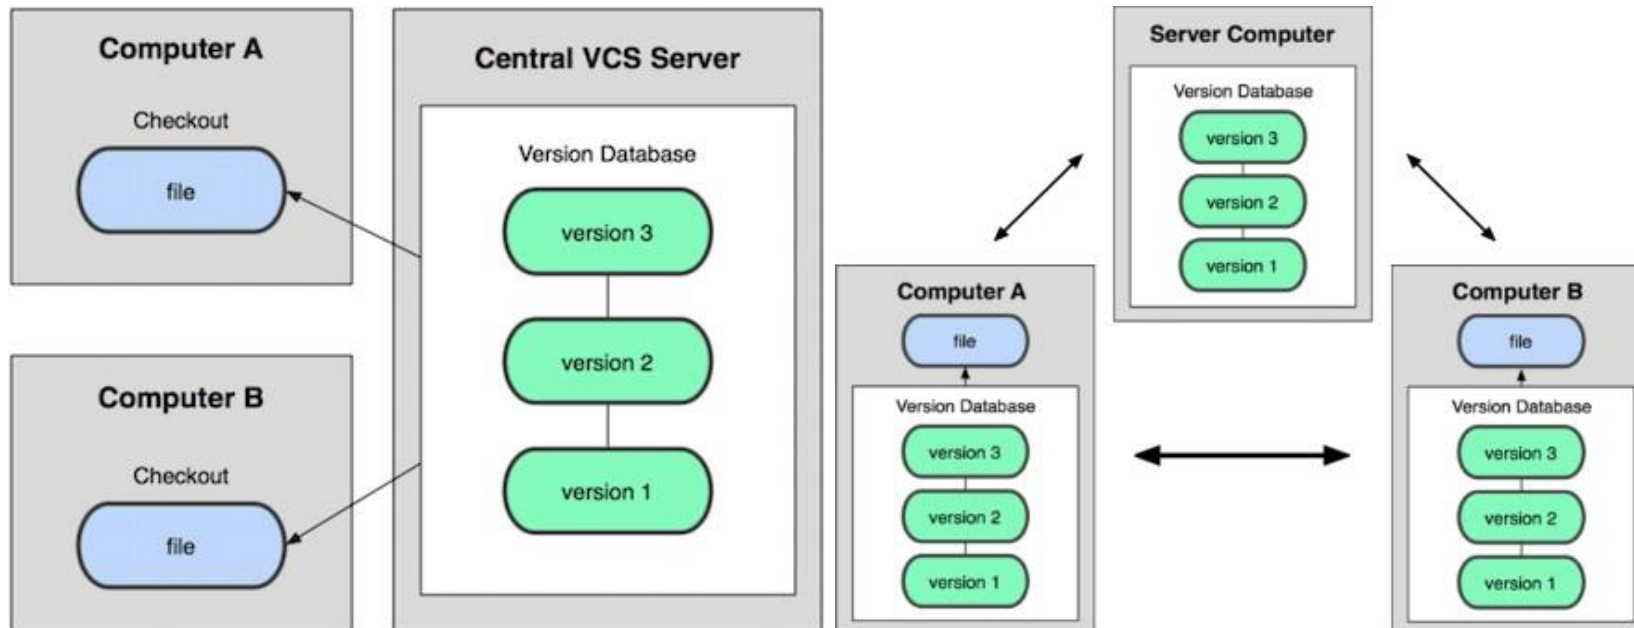 Computer A
Checkout
file
Computer B
Checkout
file
Central VCS Server
Version Database
version 3
version 2
version 1
Server Computer
Version Database
version 3
version 2
version 1
Computer A
file
Version Database
version 3
version 2
version 1
Computer B
file
Version Database
version 3
version 2
version 1